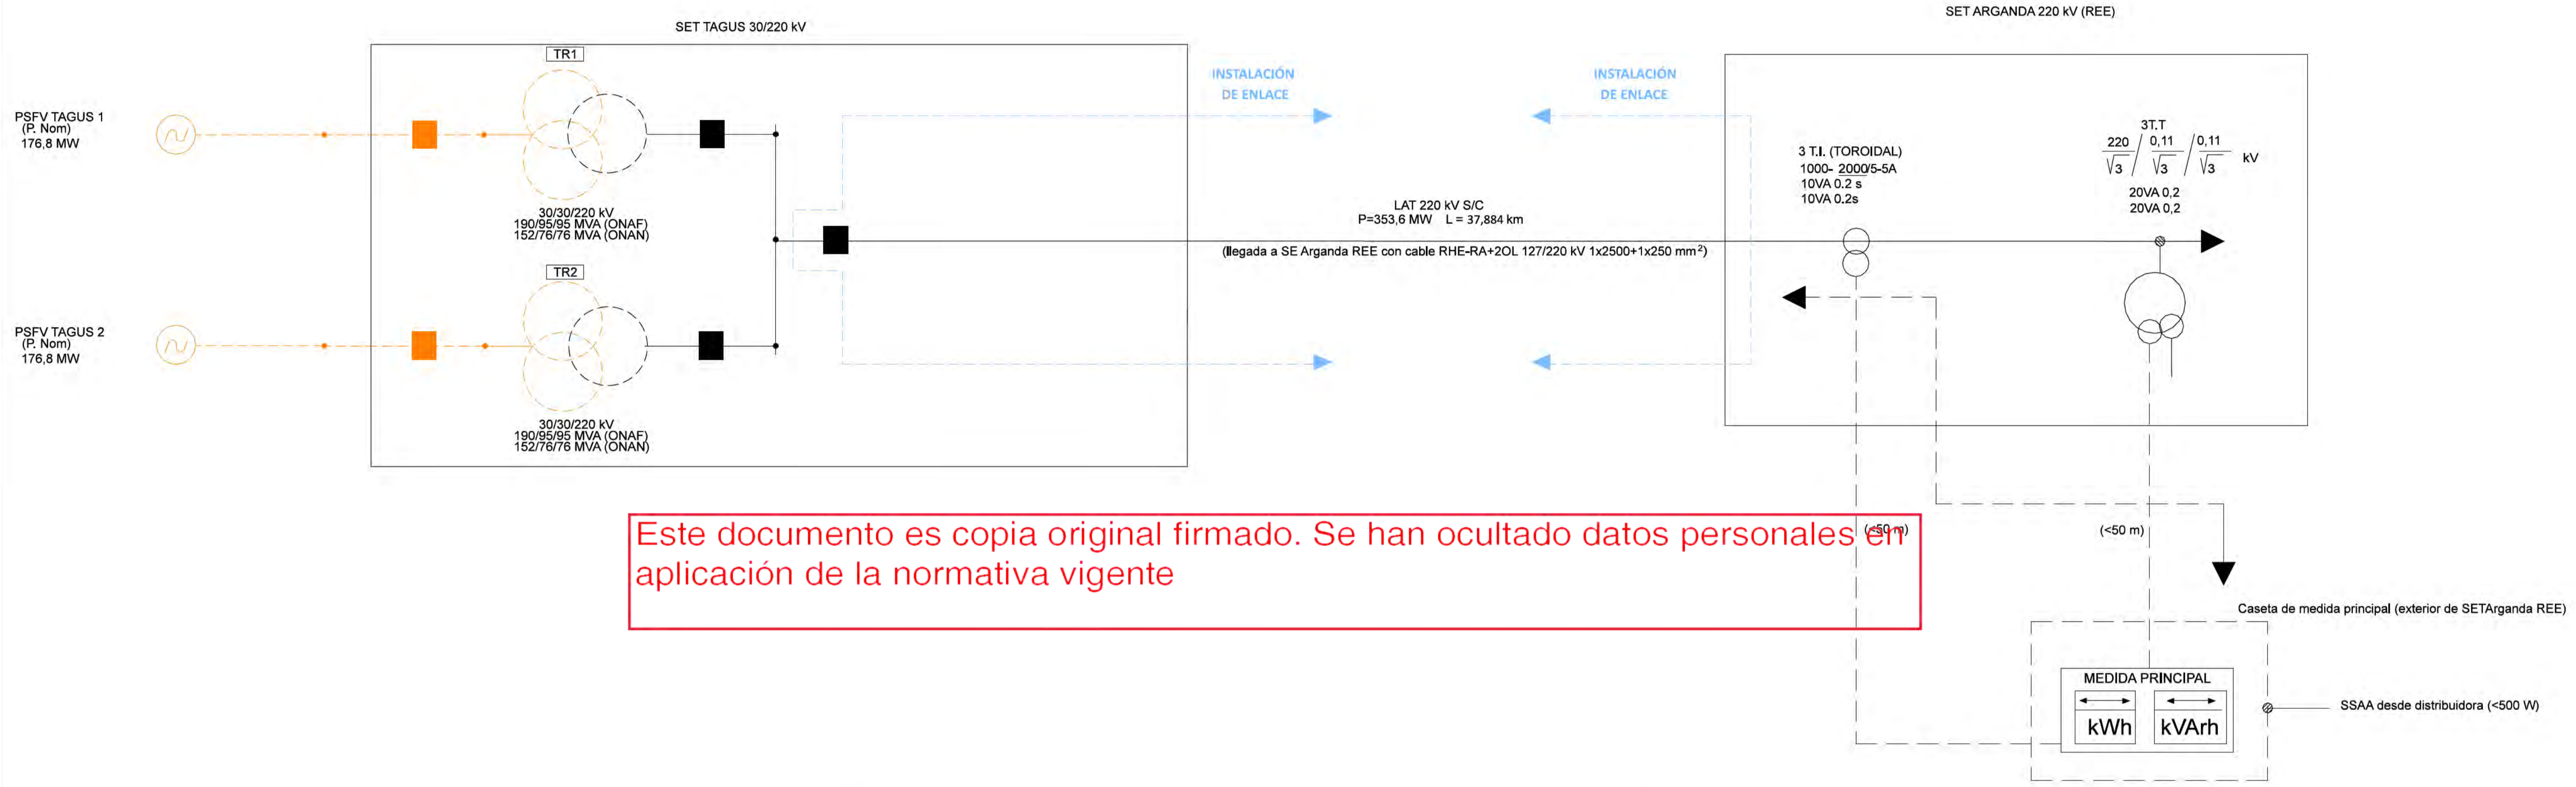 SET TAGUS 30/220 kV
SET ARGANDA 220 kV (REE)
TR1
PSFV TAGUS 1
(P. Nom)
176,8 MW
30/30/220 kV
190/95/95 MVA (ONAF)
152/76/76 MVA (ONAN)
TR2
PSFV TAGUS 2
(P. Nom)
176,8 MW
30/30/220 kV
190/95/95 MVA (ONAF)
152/76/76 MVA (ONAN)
INSTALACIÓN
DE ENLACE
INSTALACIÓN
DE ENLACE
LAT 220 kV S/C
P=353,6 MW L = 37,884 km
(llegada a SE Arganda REE con cable RHE-RA+2OL 127/220 kV 1x2500+1x250 mm²)
3 T.I. (TOROIDAL)
1000- 2000/5-5A
10VA 0.2 s
10VA 0.2s
3T.T
220/√3 / 0,11/√3 / 0,11/√3 kV
20VA 0,2
20VA 0,2
Este documento es copia original firmado. Se han ocultado datos personales en
aplicación de la normativa vigente
(<50 m)
(<50 m)
Caseta de medida principal (exterior de SETArganda REE)
MEDIDA PRINCIPAL
kWh
kVArh
SSAA desde distribuidora (<500 W)